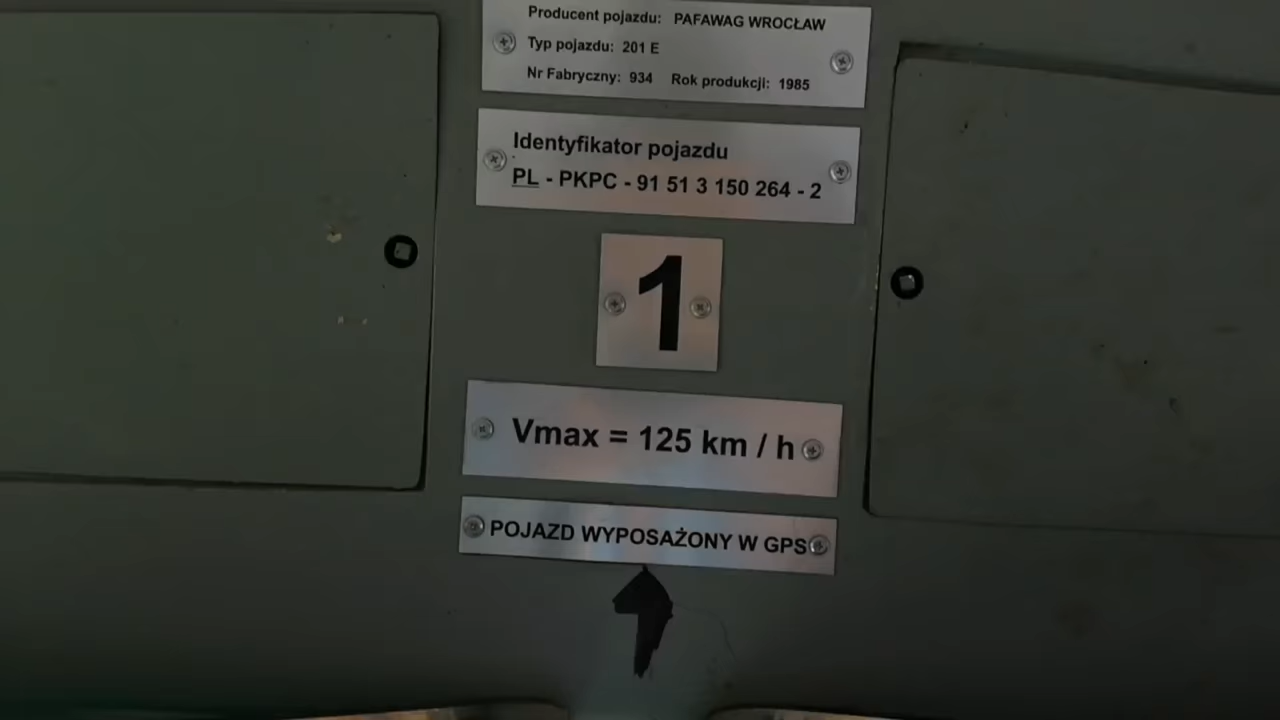 Producent pojazdu: PAFAWAG WROCŁAW
Typ pojazdu: 201 E
Nr Fabryczny: 934 Rok produkcji: 1985
Identyfikator pojazdu
PL - PKPC - 91 51 3 150 264 - 2
1
Vmax = 125 km / h
POJAZD WYPOSAŻONY W GPS